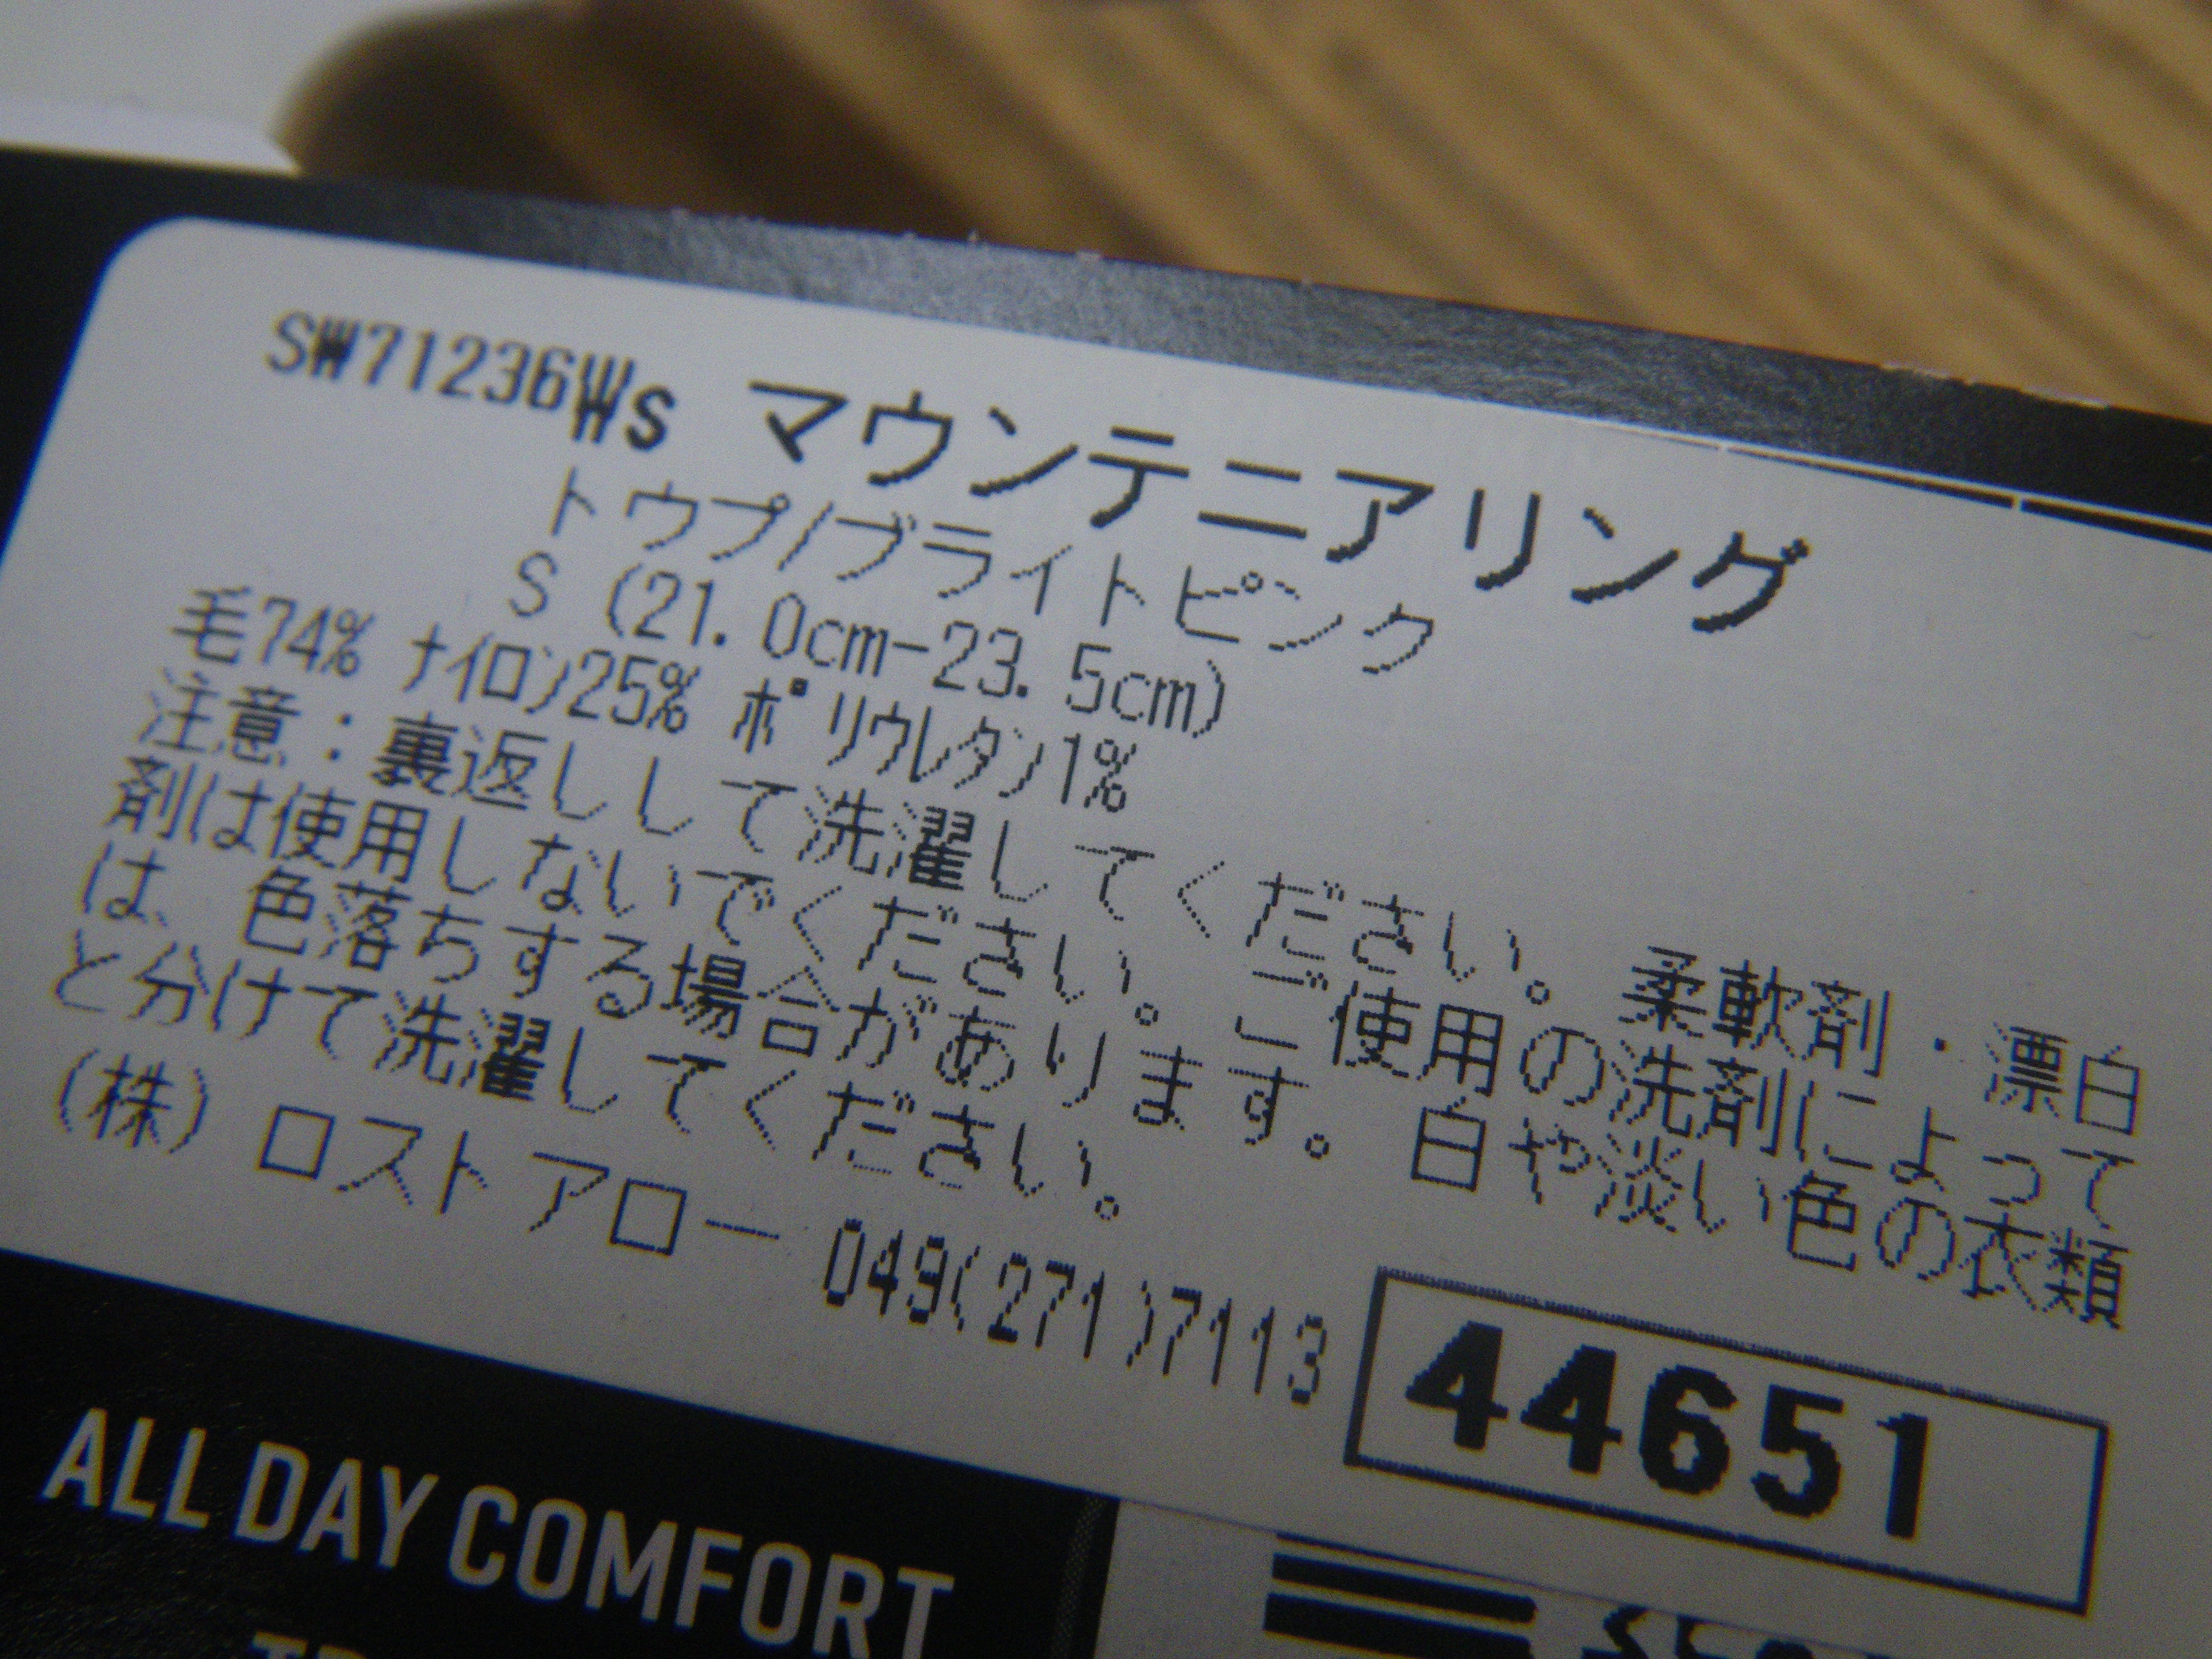 SW71236Ws マウンテニアリング
トウプ/ブライトピンク
S (21.0cm-23.5cm)
毛74% ﾅｲﾛﾝ25% ﾎﾟﾘｳﾚﾀﾝ1%
注意：裏返しして洗濯してください。柔軟剤・漂白
剤は使用しないでください。ご使用の洗剤によって
は、色落ちする場合があります。白や淡い色の衣類
と分けて洗濯してください。
(株) ロストアロー 049(271)7113
44651
ALL DAY COMFORT